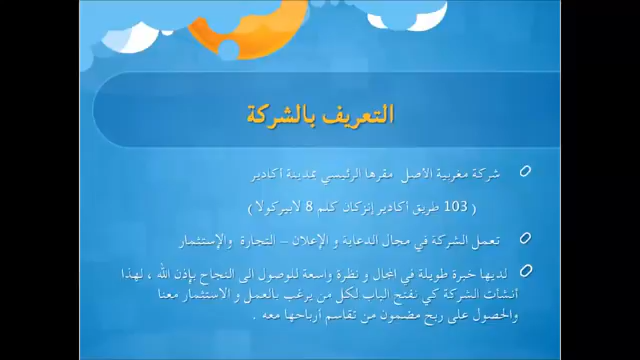 التعريف بالشركة
شركة مغربية الأصل مقرها الرئيسي بمدينة أكادير
( 103 طريق أكادير إنزكان كلم 8 لابيركولا )
تعمل الشركة في مجال الدعاية و الإعلان – التجارة والإستثمار
لديها خبرة طويلة في المجال و نظرة واسعة للوصول الى النجاح بإذن الله ، لهذا
أنشأت الشركة كي نفتح الباب لكل من يرغب بالعمل و الاستثمار معنا
والحصول على ربح مضمون من تقاسم أرباحها معه .